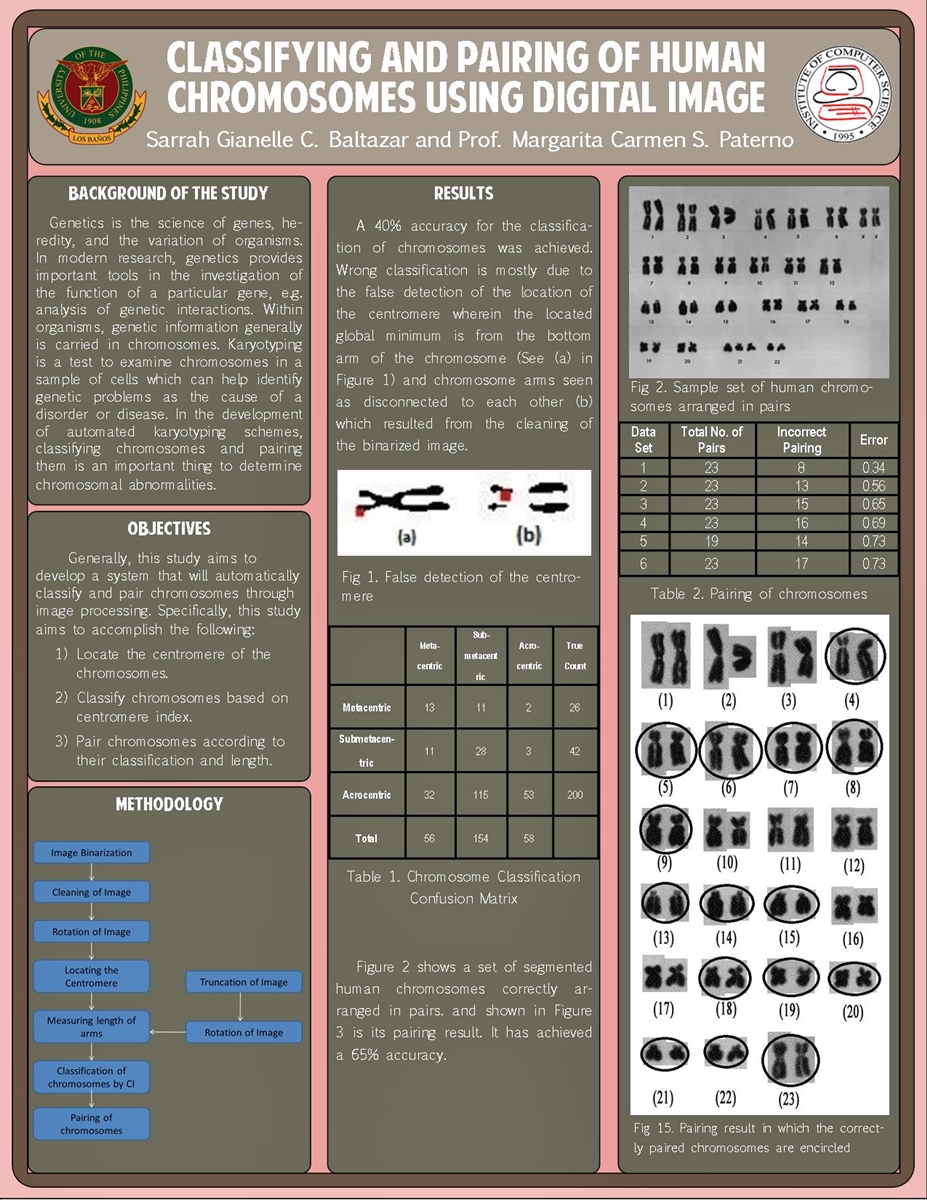 CLASSIFYING AND PAIRING OF HUMAN
CHROMOSOMES USING DIGITAL IMAGE
Sarrah Gianelle C. Baltazar and Prof. Margarita Carmen S. Paterno
UNIVERSITY OF THE PHILIPPINES
1908
LOS BAÑOS
INSTITUTE OF COMPUTER SCIENCE
• 1995 •
BACKGROUND OF THE STUDY
Genetics is the science of genes, he-
redity, and the variation of organisms.
In modern research, genetics provides
important tools in the investigation of
the function of a particular gene, e.g.
analysis of genetic interactions. Within
organisms, genetic information generally
is carried in chromosomes. Karyotyping
is a test to examine chromosomes in a
sample of cells which can help identify
genetic problems as the cause of a
disorder or disease. In the development
of automated karyotyping schemes,
classifying chromosomes and pairing
them is an important thing to determine
chromosomal abnormalities.
OBJECTIVES
Generally, this study aims to
develop a system that will automatically
classify and pair chromosomes through
image processing. Specifically, this study
aims to accomplish the following:
1) Locate the centromere of the
chromosomes.
2) Classify chromosomes based on
centromere index.
3) Pair chromosomes according to
their classification and length.
METHODOLOGY
Image Binarization
Cleaning of Image
Rotation of Image
Locating the
Centromere
Truncation of Image
Measuring length of
arms
Rotation of Image
Classification of
chromosomes by CI
Pairing of
chromosomes
RESULTS
A 40% accuracy for the classifica-
tion of chromosomes was achieved.
Wrong classification is mostly due to
the false detection of the location of
the centromere wherein the located
global minimum is from the bottom
arm of the chromosome (See (a) in
Figure 1) and chromosome arms seen
as disconnected to each other (b)
which resulted from the cleaning of
the binarized image.
(a) (b)
Fig 1. False detection of the centro-
mere
Meta-
centric
Sub-
metacent
ric
Acro-
centric
True
Count
Metacentric 13 11 2 26
Submetacen-
tric
11 28 3 42
Acrocentric 32 115 53 200
Total 56 154 58
Table 1. Chromosome Classification
Confusion Matrix
Figure 2 shows a set of segmented
human chromosomes correctly ar-
ranged in pairs. and shown in Figure
3 is its pairing result. It has achieved
a 65% accuracy.
1 2 3 4 5 6 X X
7 8 9 10 11 12
13 14 15 16 17 18
19 20 21 22
Fig 2. Sample set of human chromo-
somes arranged in pairs
Data
Set
Total No. of
Pairs
Incorrect
Pairing
Error
1 23 8 0.34
2 23 13 0.56
3 23 15 0.65
4 23 16 0.69
5 19 14 0.73
6 23 17 0.73
Table 2. Pairing of chromosomes
(1) (2) (3) (4)
(5) (6) (7) (8)
(9) (10) (11) (12)
(13) (14) (15) (16)
(17) (18) (19) (20)
(21) (22) (23)
Fig 15. Pairing result in which the correct-
ly paired chromosomes are encircled